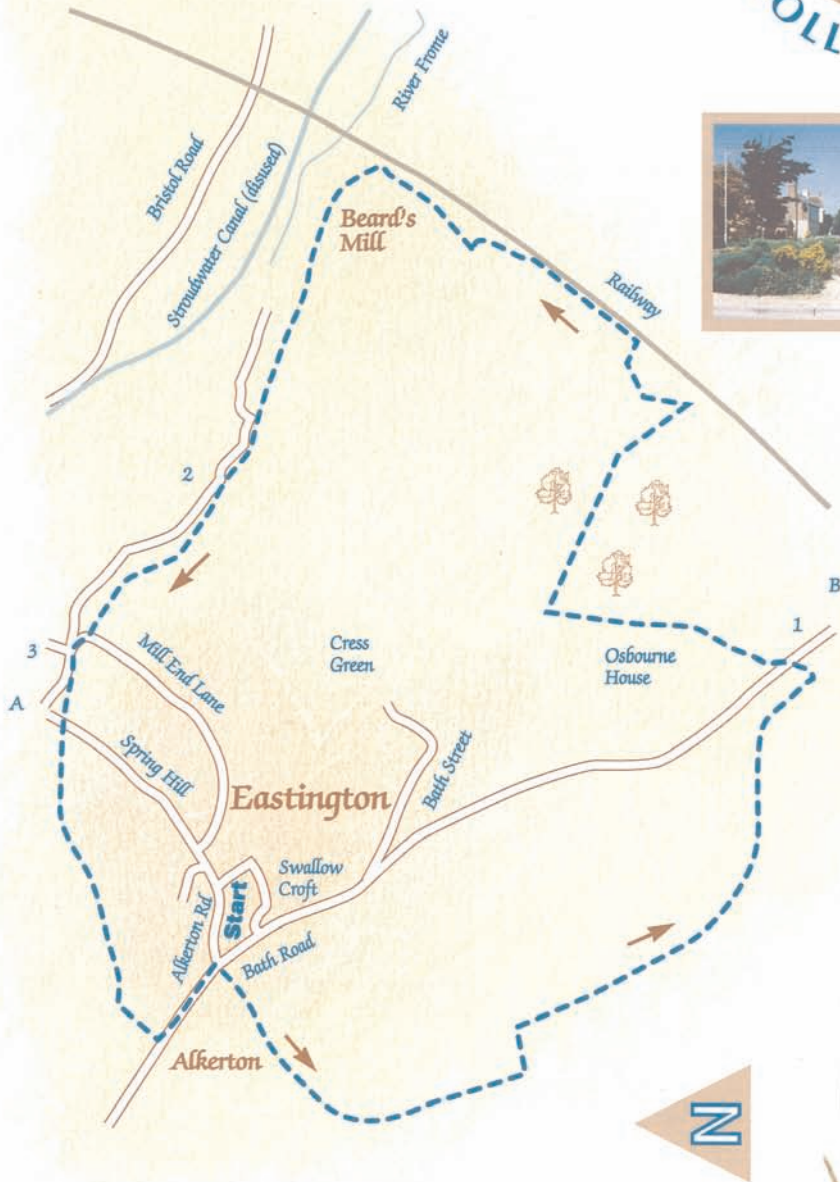 OLL
River Frome
Bristol Road
Stroudwater Canal (disused)
Beard's
Mill
Railway
2
B
1
3
Mill End Lane
Cress
Green
Osbourne
House
A
Spring Hill
Bath Street
Eastington
Swallow
Croft
Start
Alkerton Rd
Bath Road
Alkerton
N